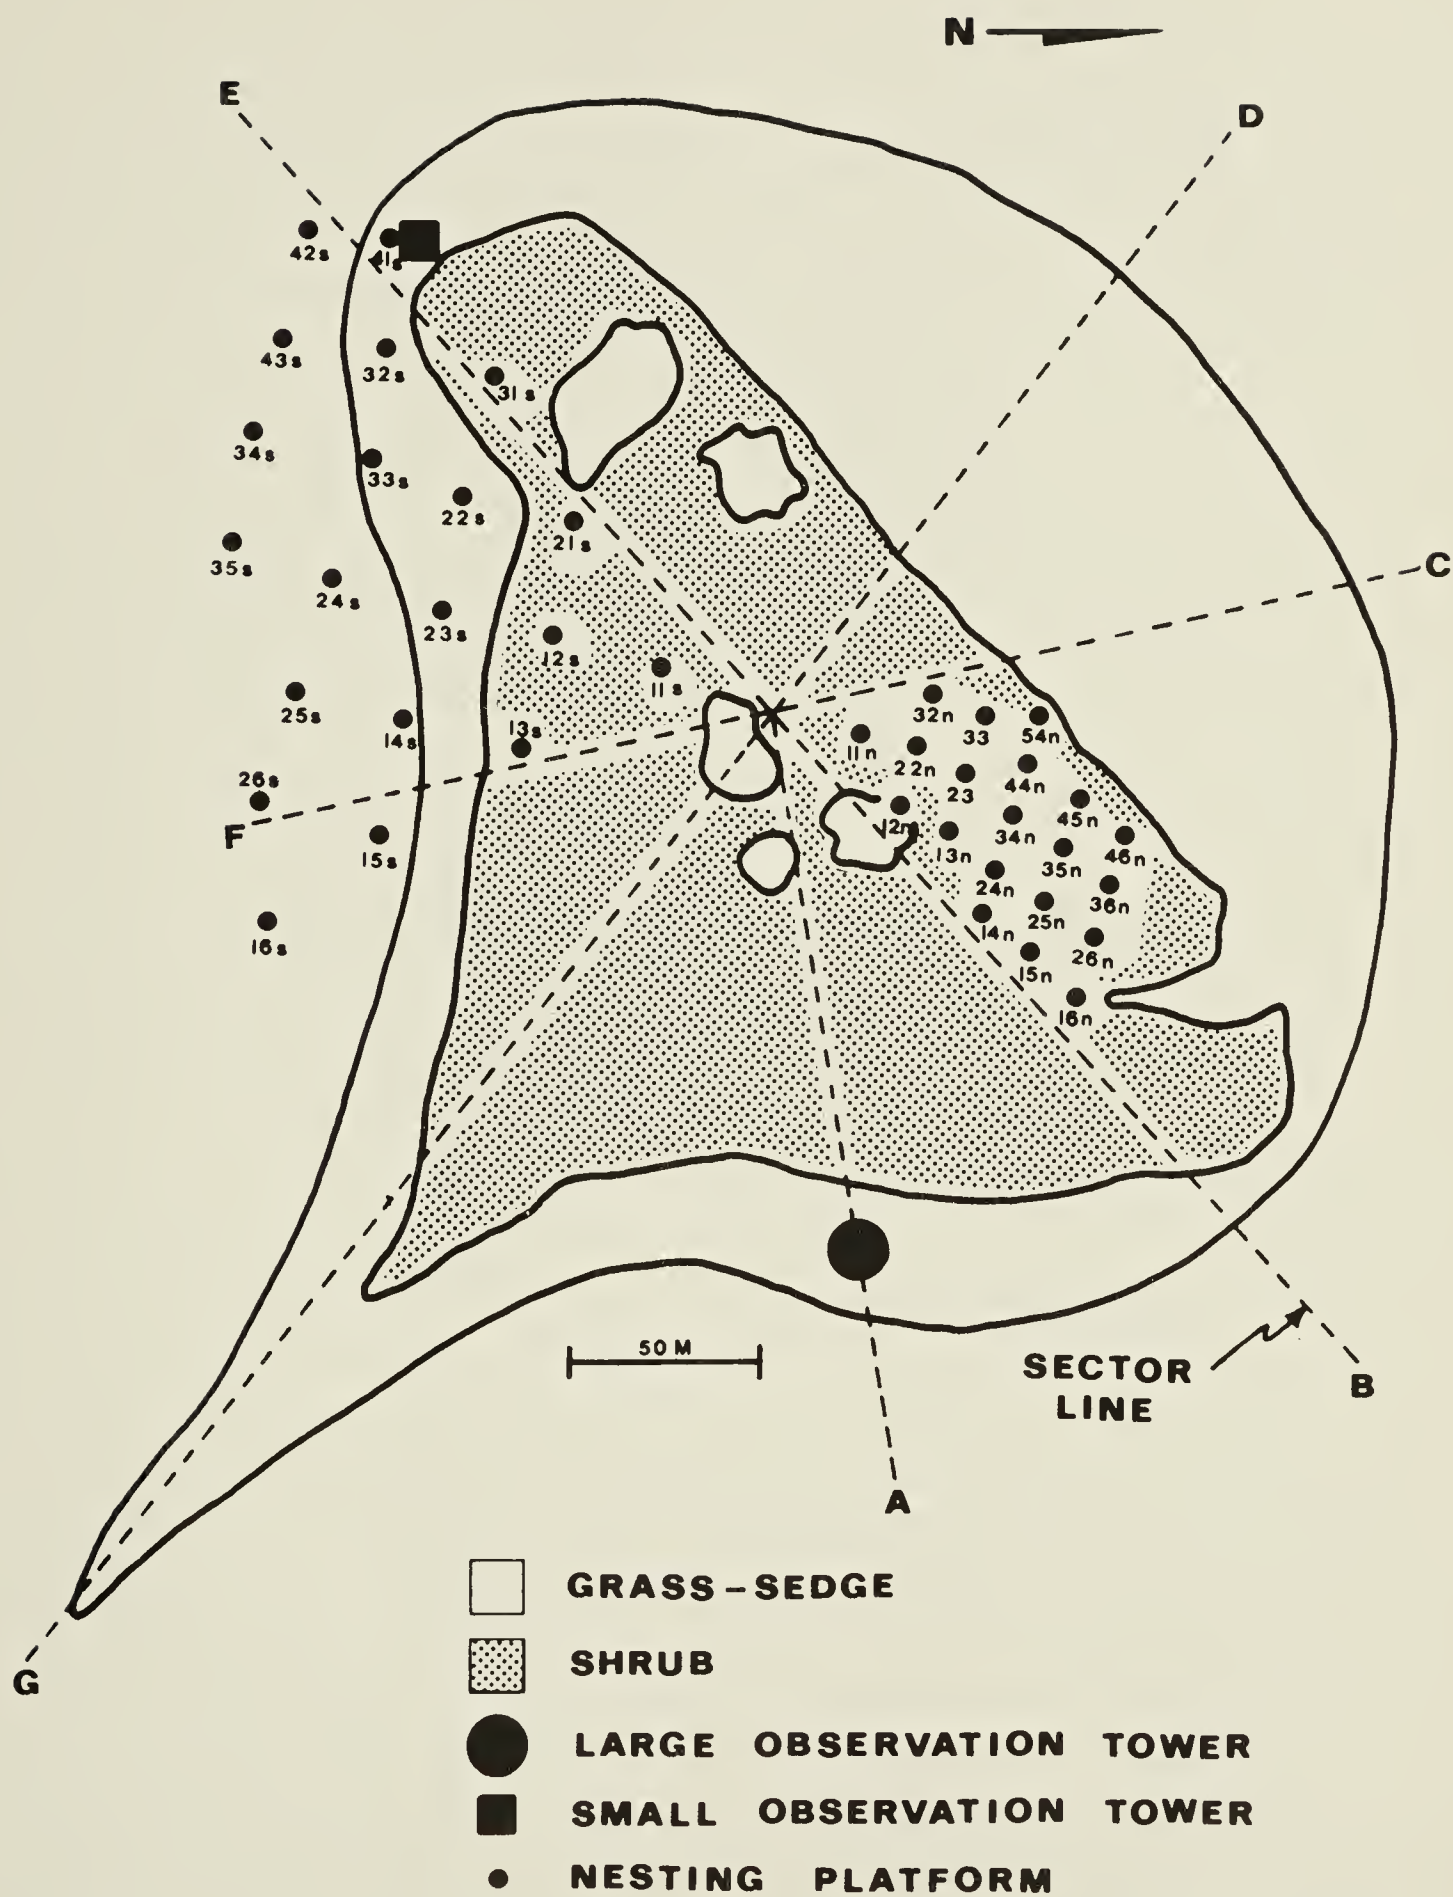 N
E
D
42s
41s
43s
32s
31s
34s
33s
22s
21s
35s
24s
C
23s
12s
11s
25s
14s
13s
32n
33
54n
11n
22n
23
44n
26s
F
15s
12n
13n
34n
45n
46n
35n
24n
36n
16s
14n
25n
15n
26n
16n
50 M
SECTOR
LINE
B
A
G
GRASS-SEDGE
SHRUB
LARGE OBSERVATION TOWER
SMALL OBSERVATION TOWER
NESTING PLATFORM